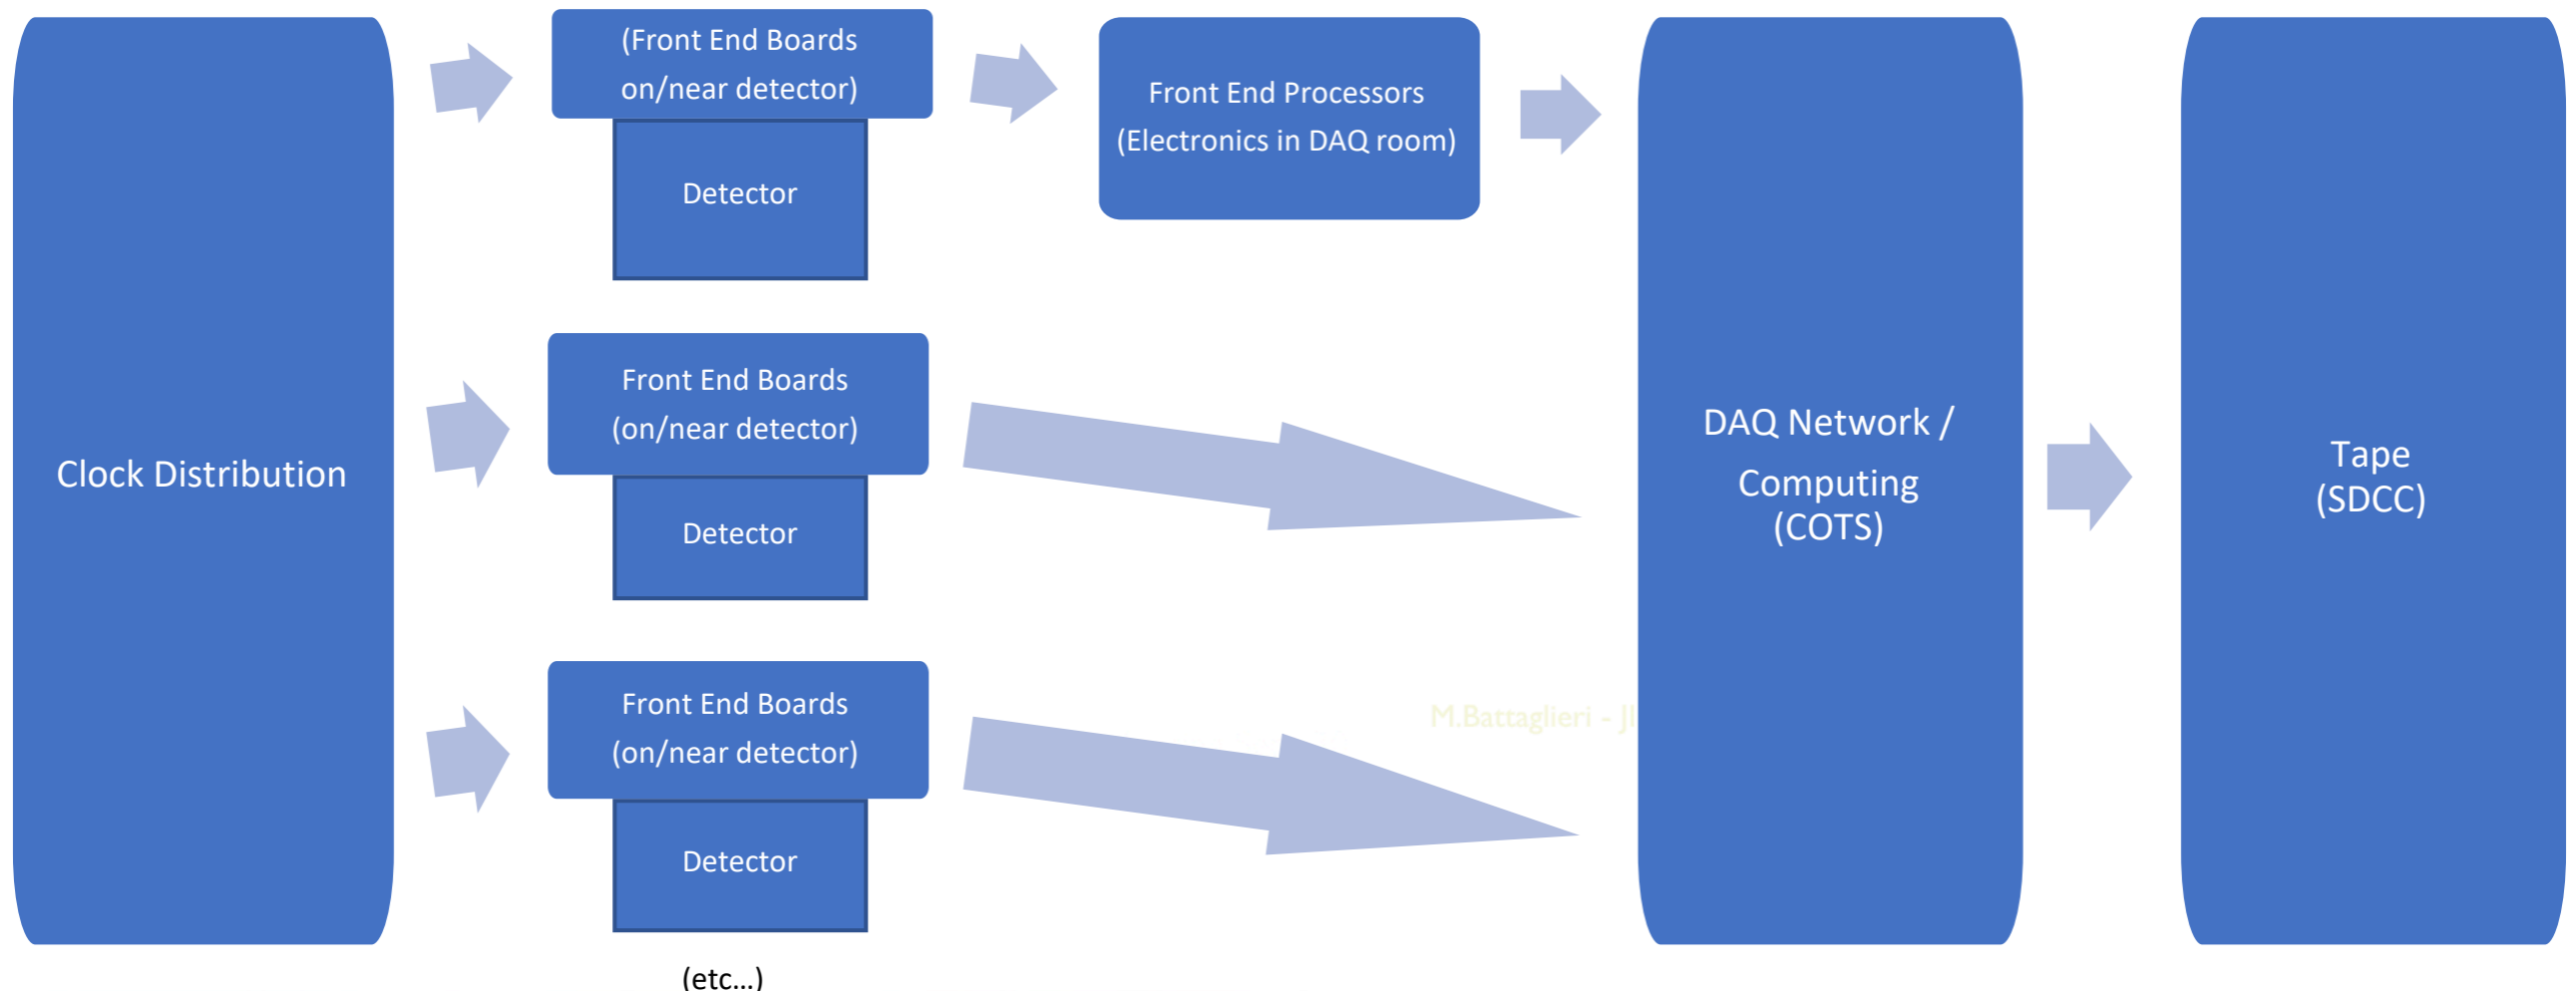 (Front End Boards
on/near detector)
Detector
Front End Processors
(Electronics in DAQ room)
Clock Distribution
Front End Boards
(on/near detector)
Detector
DAQ Network /
Computing
(COTS)
Tape
(SDCC)
Front End Boards
(on/near detector)
Detector
M.Battaglieri -
(etc...)